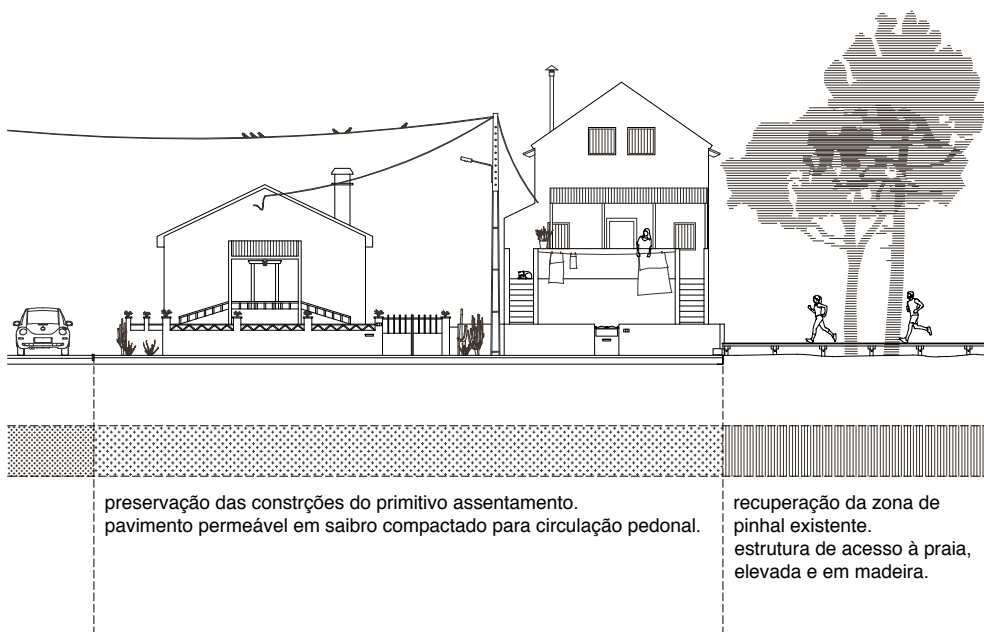 preservação das constrções do primitivo assentamento.
pavimento permeável em saibro compactado para circulação pedonal.
recuperação da zona de
pinhal existente.
estrutura de acesso à praia,
elevada e em madeira.